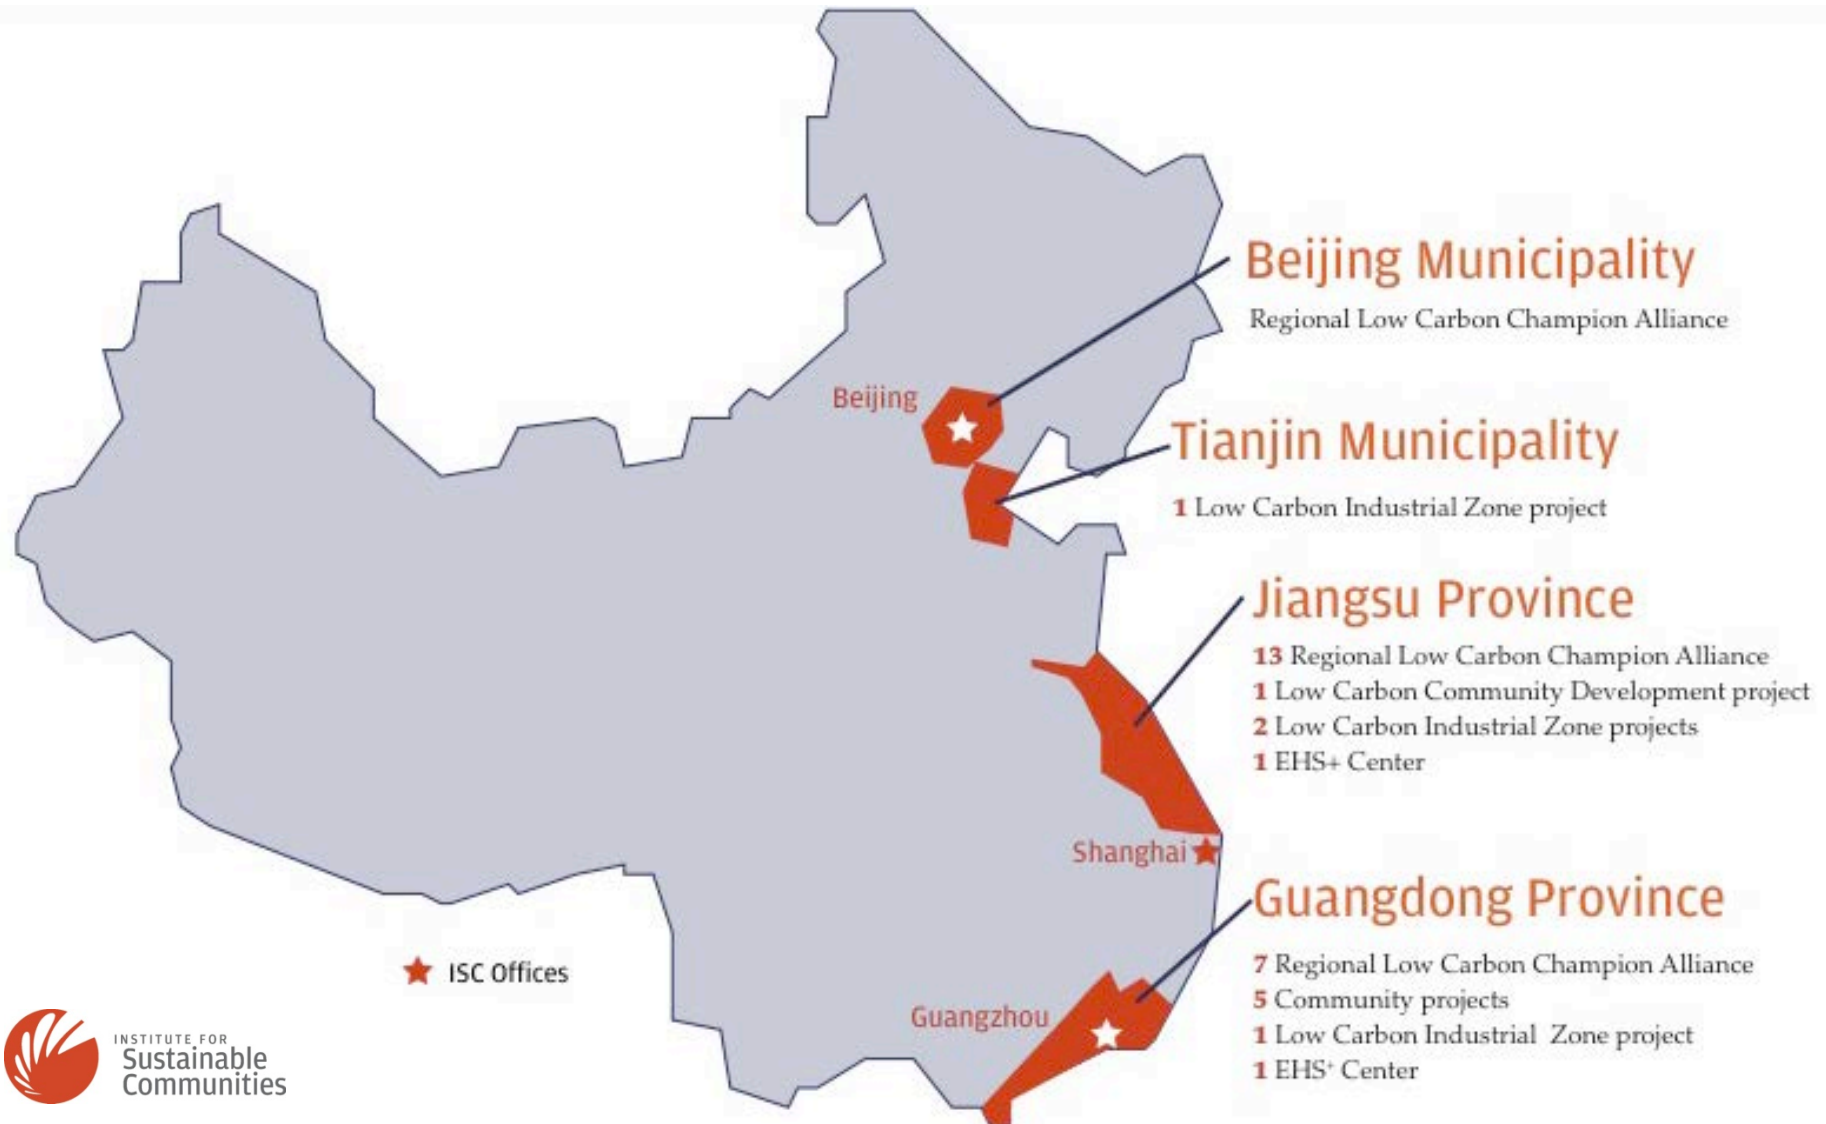 Beijing Municipality
Regional Low Carbon Champion Alliance
Beijing
Tianjin Municipality
1 Low Carbon Industrial Zone project
Jiangsu Province
13 Regional Low Carbon Champion Alliance
1 Low Carbon Community Development project
2 Low Carbon Industrial Zone projects
1 EHS+ Center
Shanghai
Guangdong Province
7 Regional Low Carbon Champion Alliance
5 Community projects
1 Low Carbon Industrial Zone project
1 EHS⁺ Center
Guangzhou
ISC Offices
INSTITUTE FOR
Sustainable
Communities